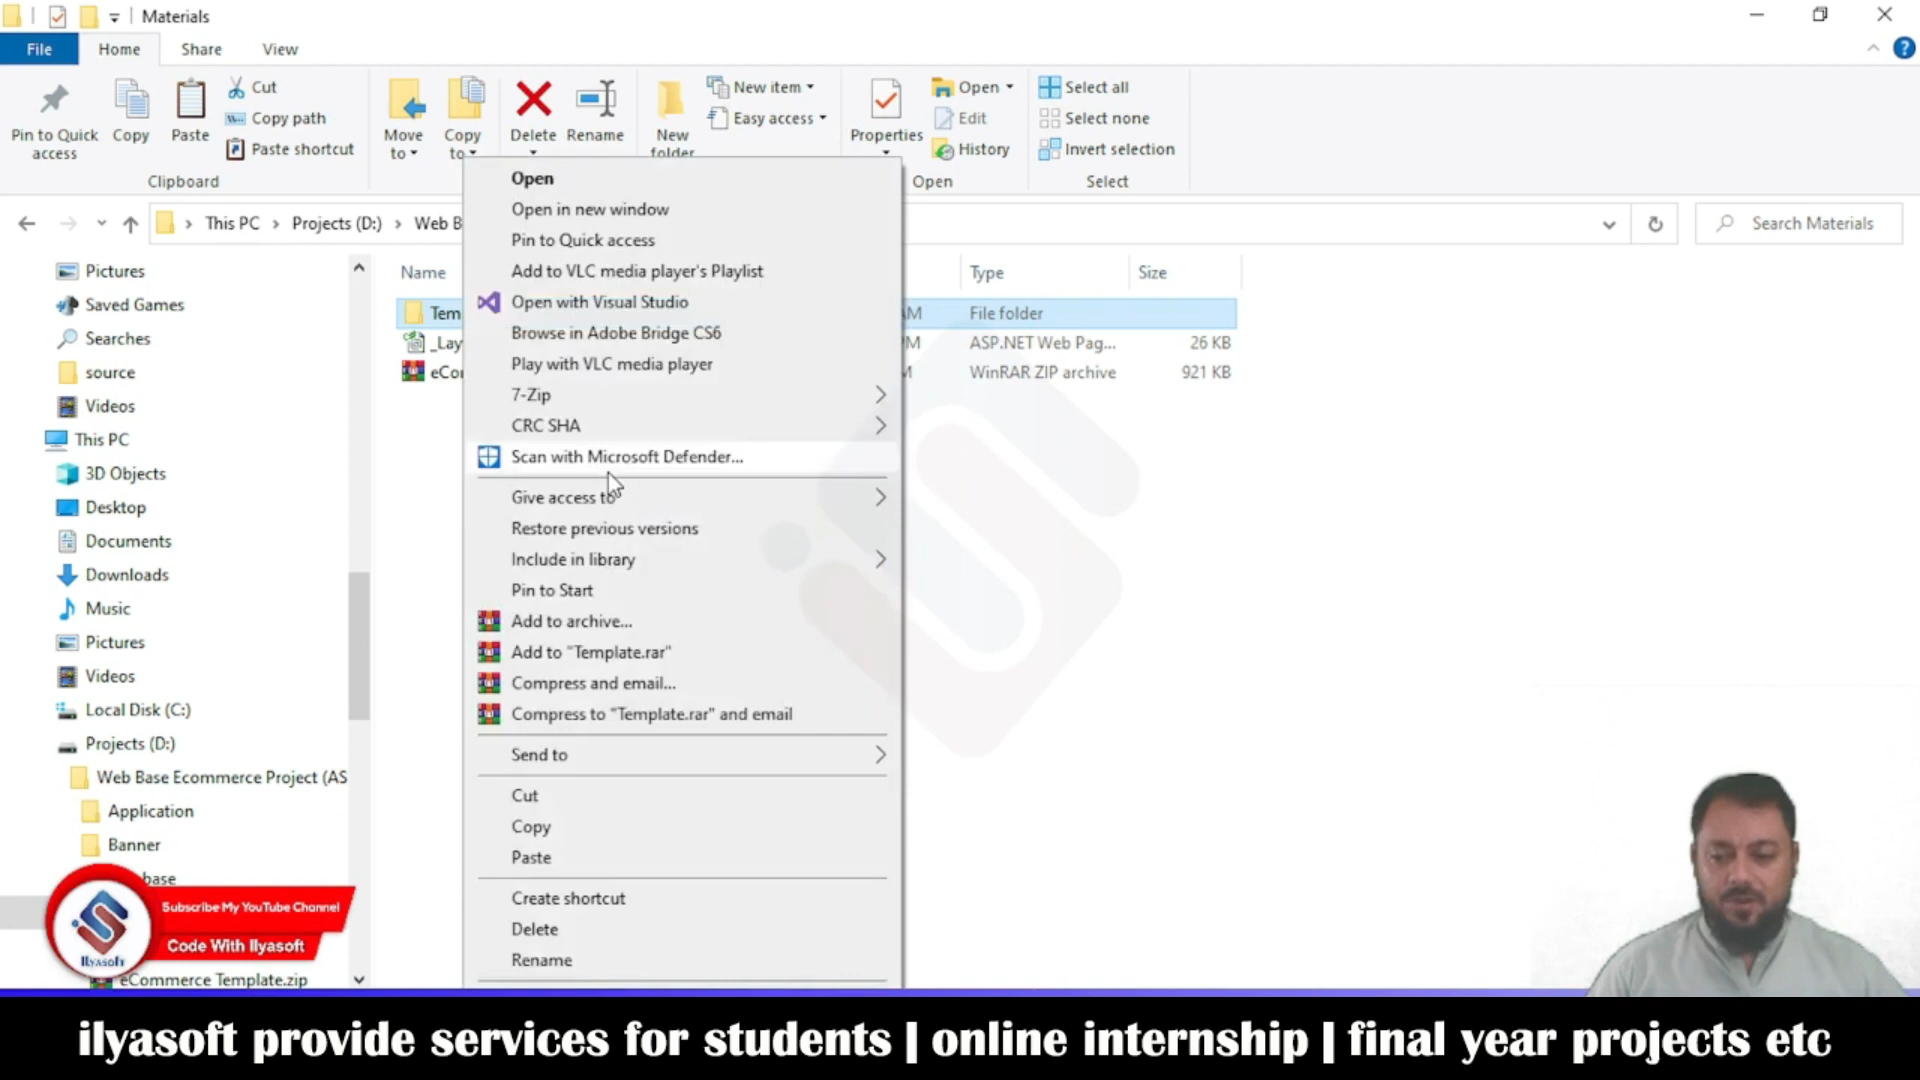 Materials
File Home Share View
Pin to Quick access
Copy
Paste
Cut
Copy path
Paste shortcut
Clipboard
Move to
Copy to
Delete
Rename
New folder
New item
Easy access
Properties
Open
Edit
History
Open
Select all
Select none
Invert selection
Select
This PC > Projects (D:) > Web B
Search Materials
Name Type Size
Tem AM File folder
_Lay PM ASP.NET Web Pag... 26 KB
eCor WinRAR ZIP archive 921 KB
Pictures
Saved Games
Searches
source
Videos
This PC
3D Objects
Desktop
Documents
Downloads
Music
Pictures
Videos
Local Disk (C:)
Projects (D:)
Web Base Ecommerce Project (AS
Application
Banner
base
eCommerce Template.zip
Open
Open in new window
Pin to Quick access
Add to VLC media player's Playlist
Open with Visual Studio
Browse in Adobe Bridge CS6
Play with VLC media player
7-Zip
CRC SHA
Scan with Microsoft Defender...
Give access to
Restore previous versions
Include in library
Pin to Start
Add to archive...
Add to "Template.rar"
Compress and email...
Compress to "Template.rar" and email
Send to
Cut
Copy
Paste
Create shortcut
Delete
Rename
Subscribe My YouTube Channel
Code With Ilyasoft
Ilyasoft
ilyasoft provide services for students | online internship | final year projects etc